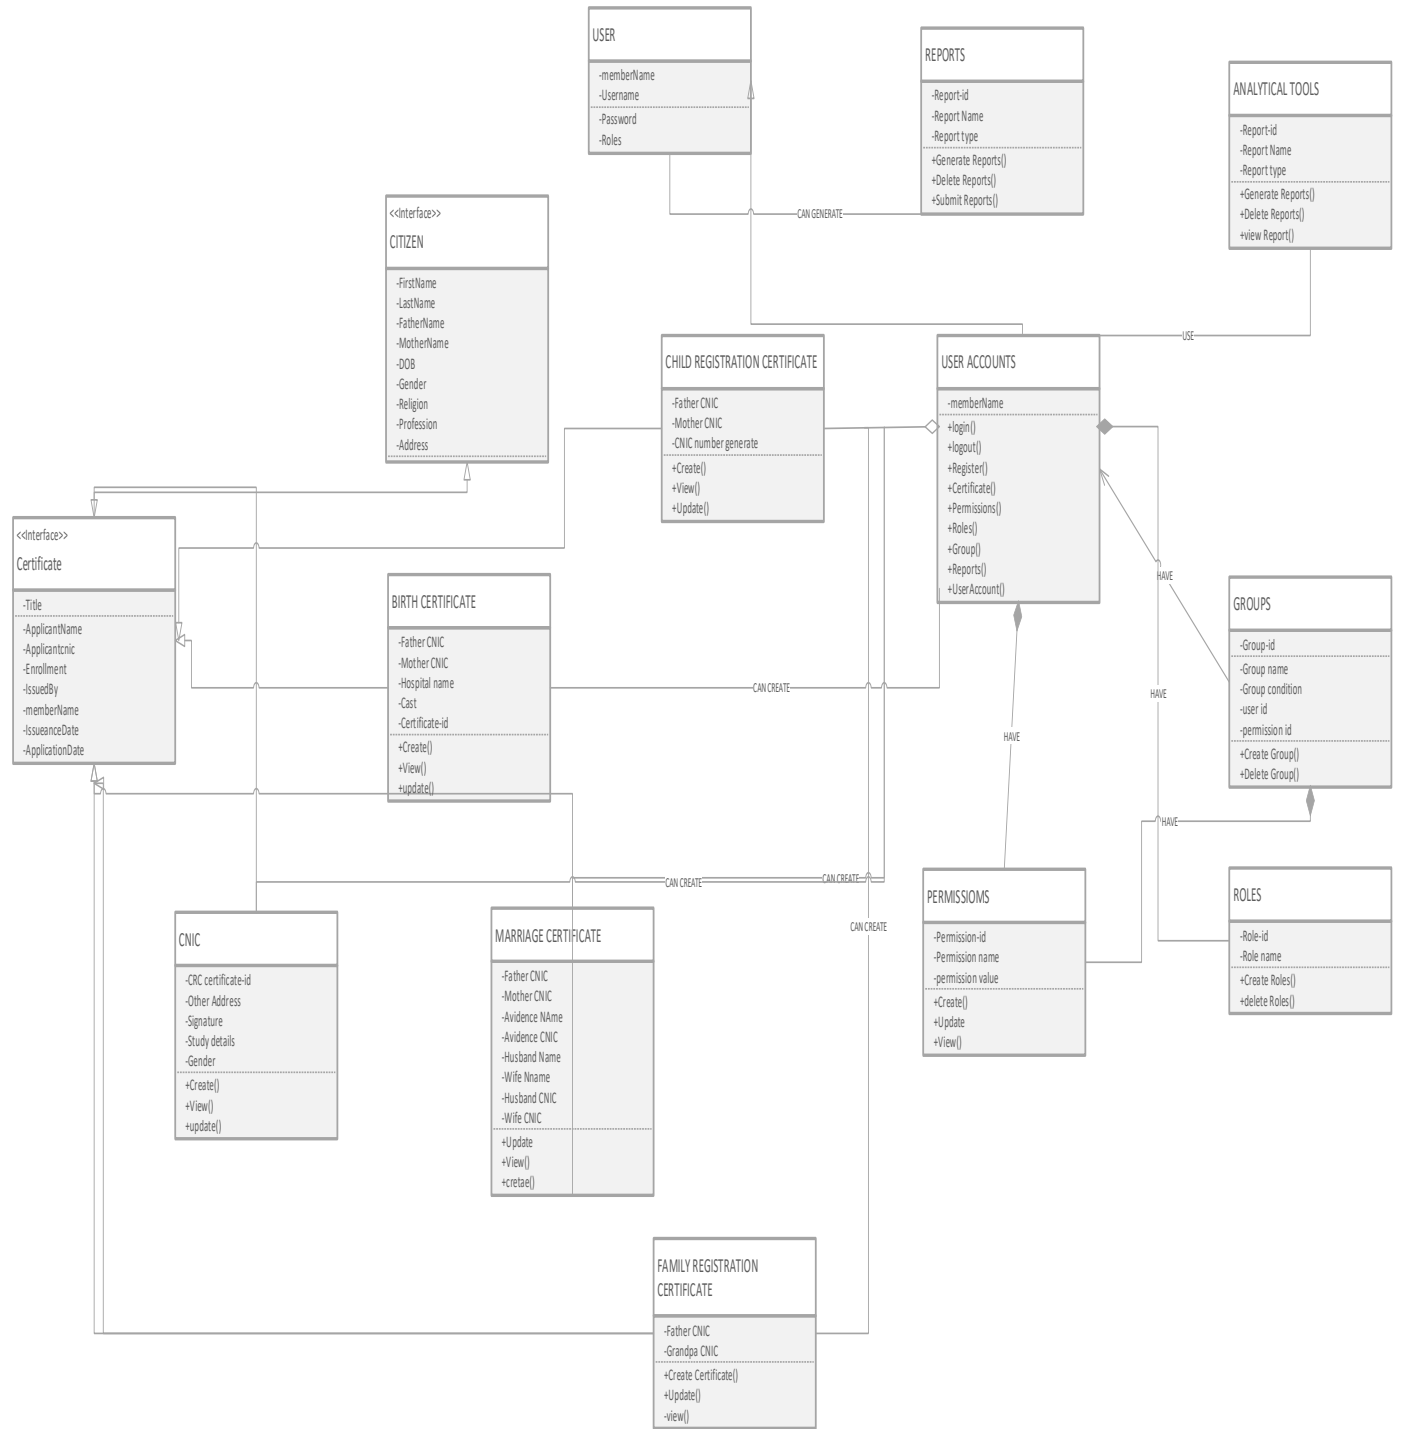 USER
-memberName
-Username
-Password
-Roles
REPORTS
-Report-id
-Report Name
-Report type
+Generate Reports()
+Delete Reports()
+Submit Reports()
ANALYTICAL TOOLS
-Report-id
-Report Name
-Report type
+Generate Reports()
+Delete Reports()
+view Report()
CAN GENERATE
<<Interface>>
CITIZEN
-FirstName
-LastName
-FatherName
-MotherName
-DOB
-Gender
-Religion
-Profession
-Address
CHILD REGISTRATION CERTIFICATE
-Father CNIC
-Mother CNIC
-CNIC number generate
+Create()
+View()
+Update()
USER ACCOUNTS
-memberName
+login()
+logout()
+Register()
+Certificate()
+Permissions()
+Roles()
+Group()
+Reports()
+UserAccount()
USE
<<Interface>>
Certificate
-Title
-ApplicantName
-Applicantcnic
-Enrollment
-IssuedBy
-memberName
-IssueanceDate
-ApplicationDate
BIRTH CERTIFICATE
-Father CNIC
-Mother CNIC
-Hospital name
-Cast
-Certificate-id
+Create()
+View()
+update()
CAN CREATE
HAVE
HAVE
HAVE
GROUPS
-Group-id
-Group name
-Group condition
-user id
-permission id
+Create Group()
+Delete Group()
HAVE
CAN CREATE
CAN CREATE
CAN CREATE
CNIC
-CRC certificate-id
-Other Address
-Signature
-Study details
-Gender
+Create()
+View()
+update()
MARRIAGE CERTIFICATE
-Father CNIC
-Mother CNIC
-Avidence NAme
-Avidence CNIC
-Husband Name
-Wife Nname
-Husband CNIC
-Wife CNIC
+Update
+View()
+cretae()
PERMISSIOMS
-Permission-id
-Permission name
-permission value
+Create()
+Update
+View()
ROLES
-Role-id
-Role name
+Create Roles()
+delete Roles()
FAMILY REGISTRATION
CERTIFICATE
-Father CNIC
-Grandpa CNIC
+Create Certificate()
+Update()
-view()